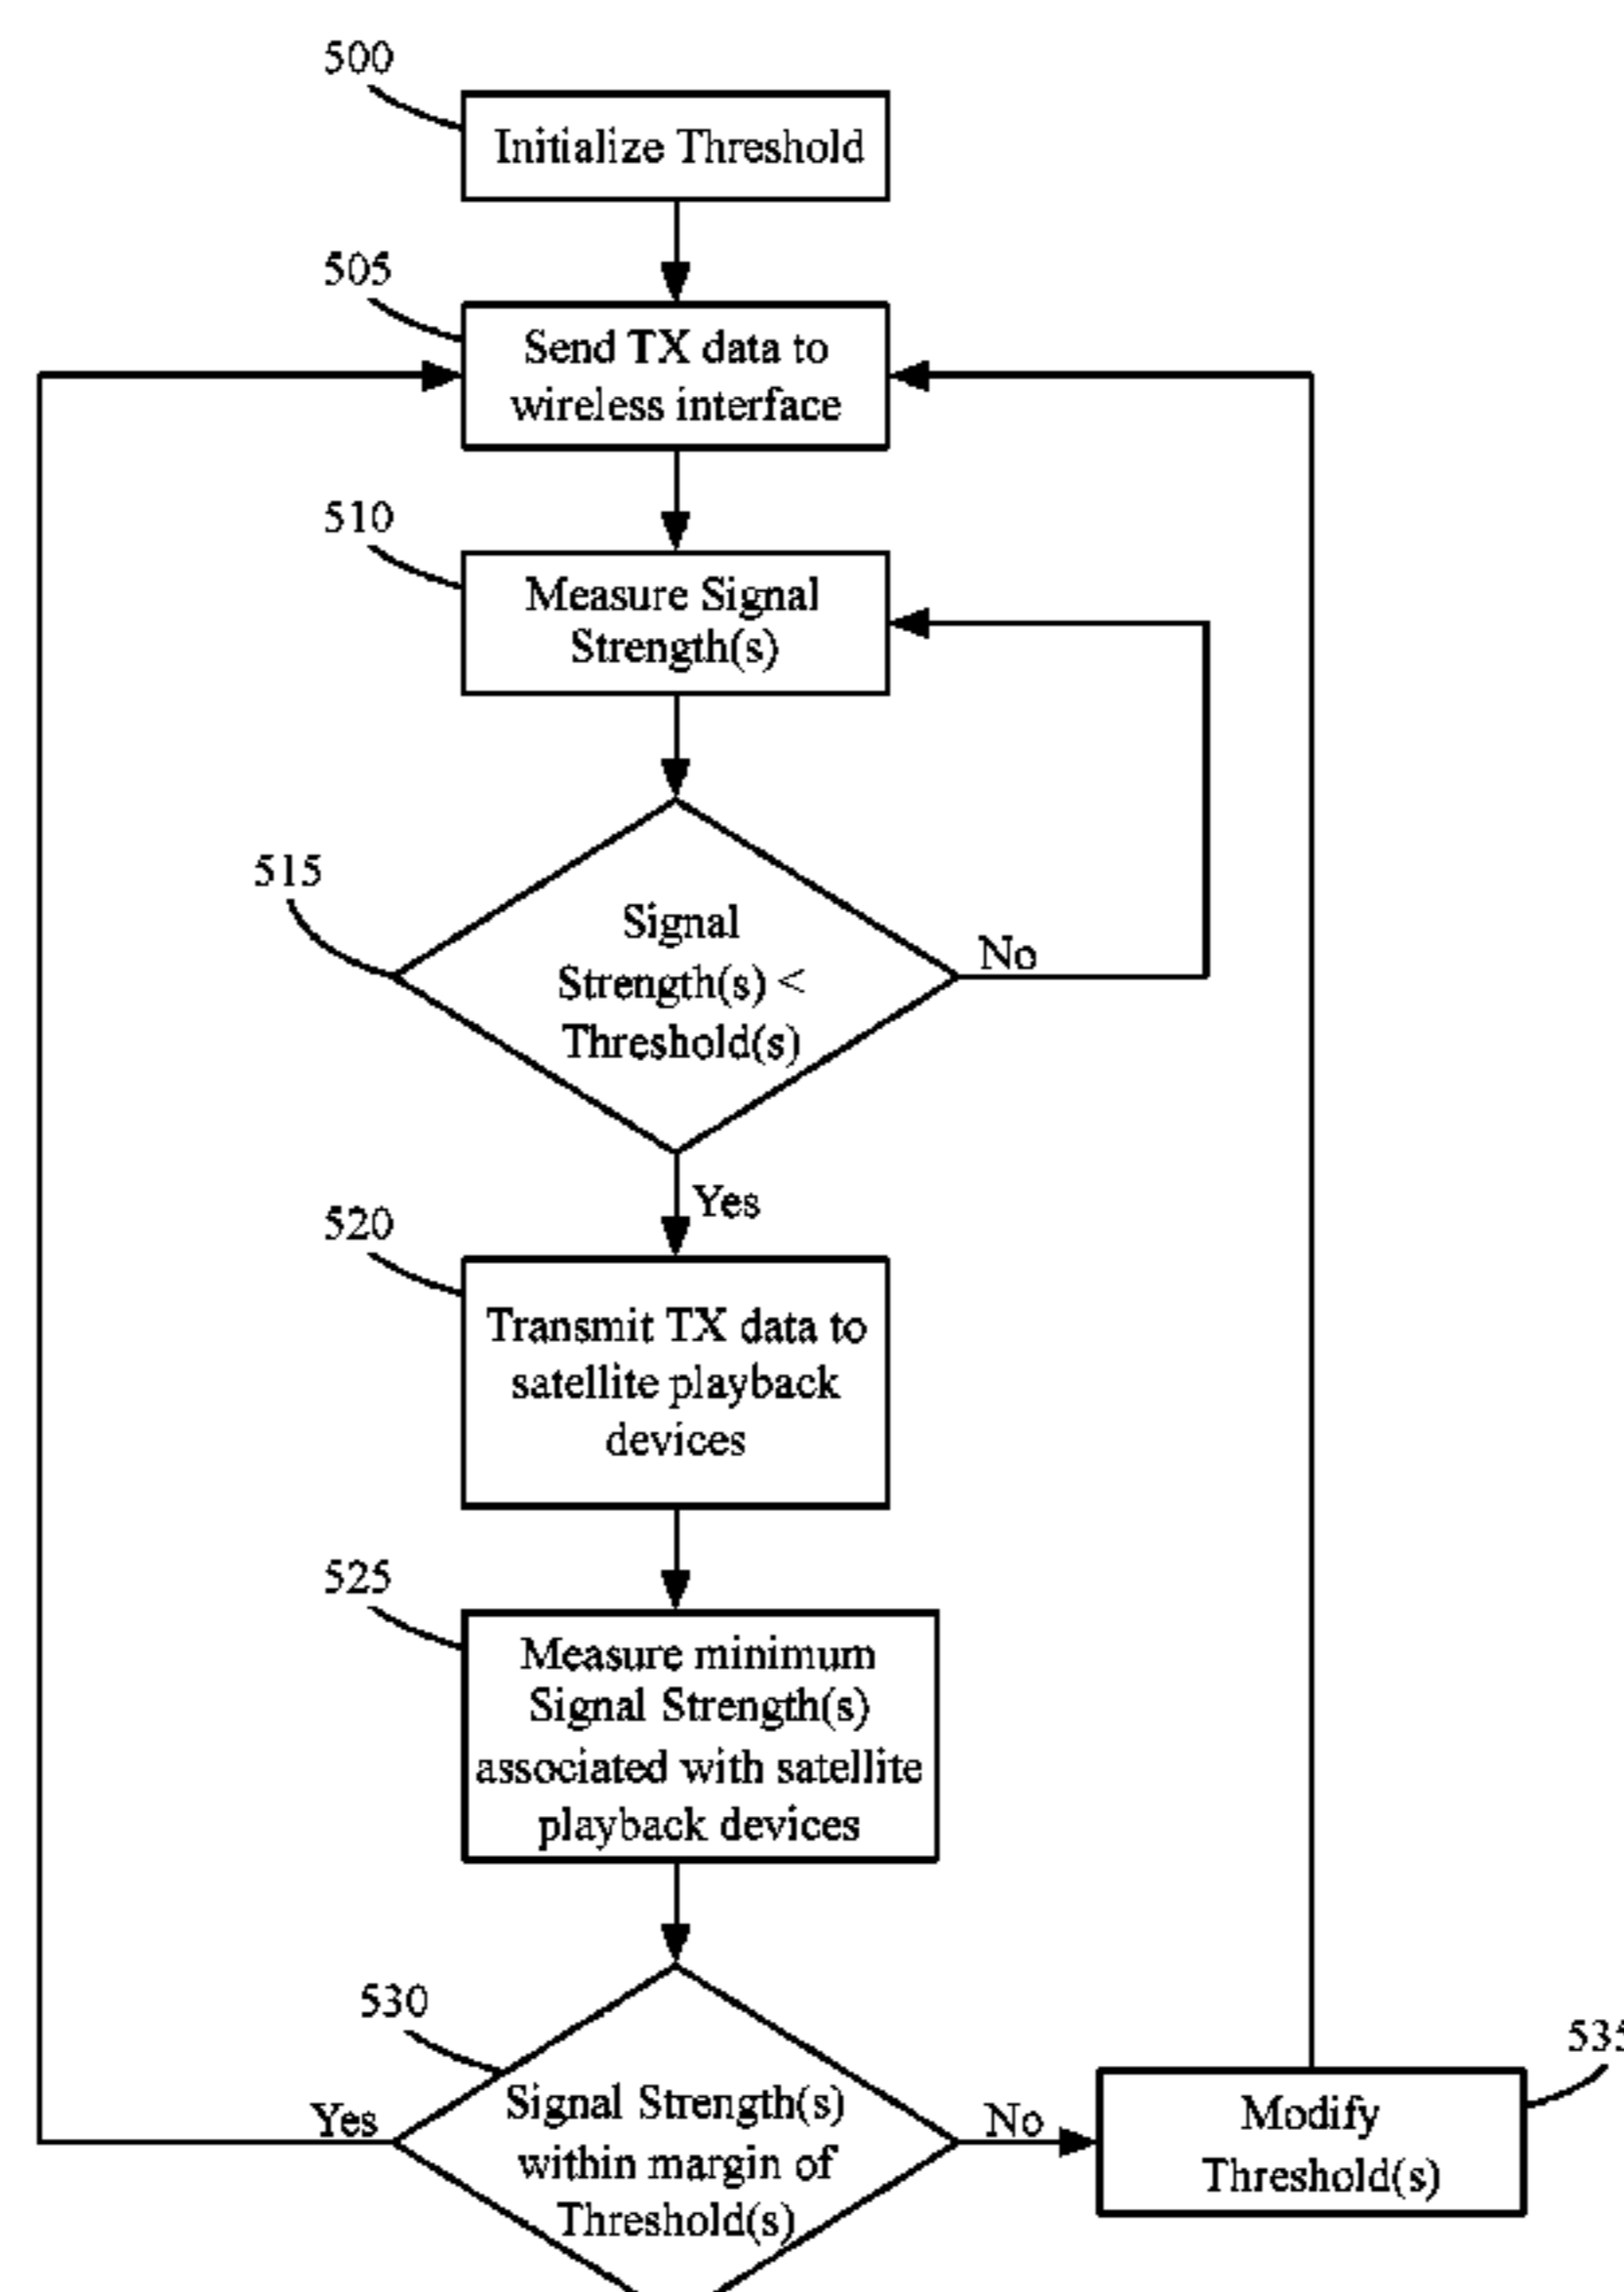 500
Initialize Threshold
505
Send TX data to
wireless interface
510
Measure Signal
Strength(s)
515
Signal
Strength(s) <
Threshold(s)
No
Yes
520
Transmit TX data to
satellite playback
devices
525
Measure minimum
Signal Strength(s)
associated with satellite
playback devices
530
Signal Strength(s)
within margin of
Threshold(s)
Yes
No
535
Modify
Threshold(s)